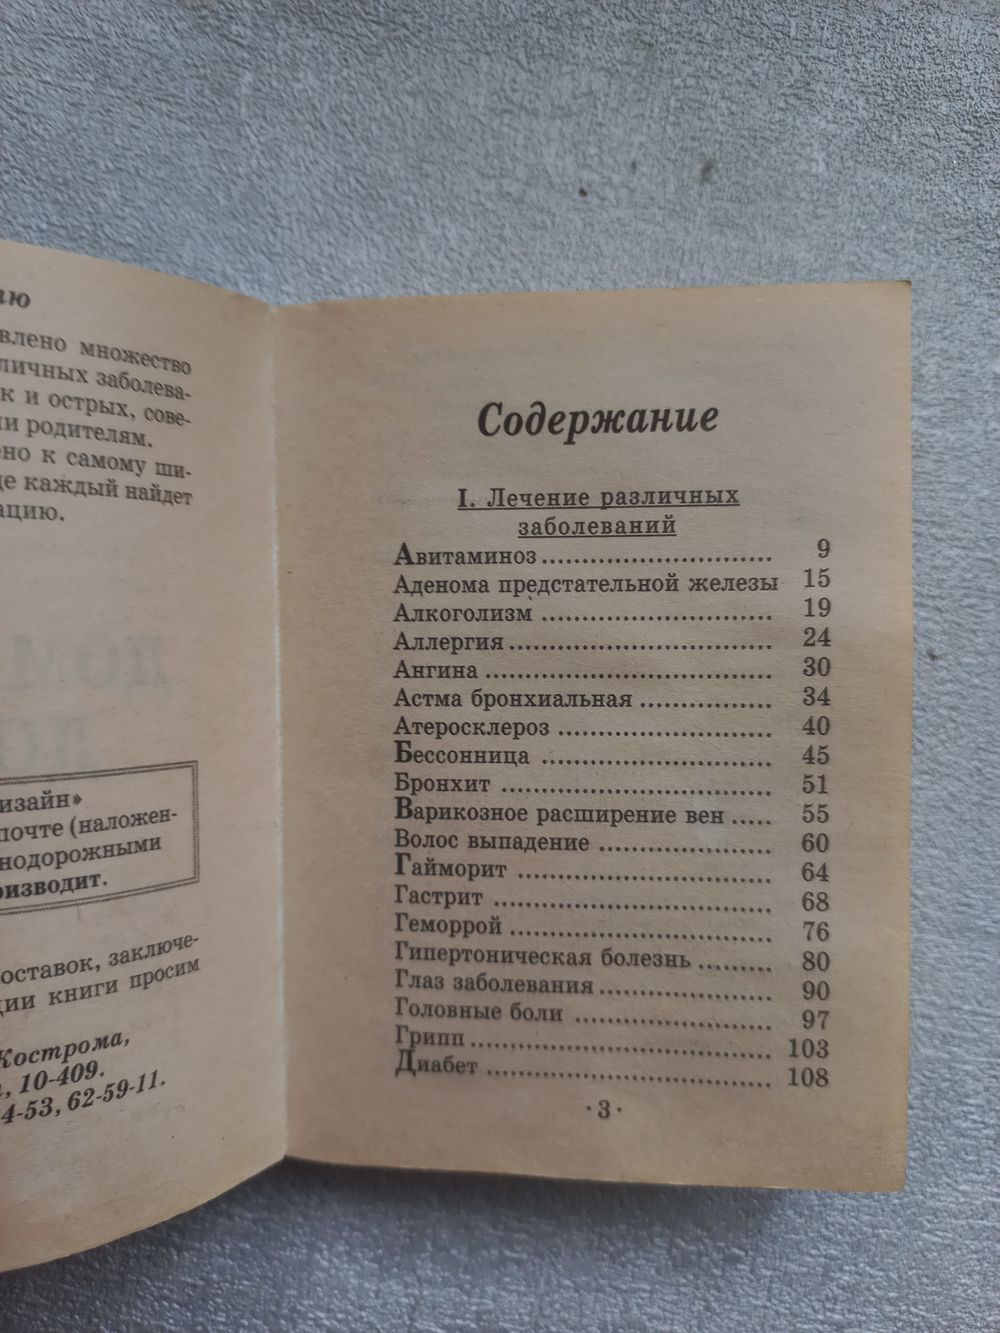 влено множество
личных заболева-
к и острых, сове-
ли родителям.
ено к самому ши-
де каждый найдет
ацию.
изайн»
почте (наложен-
нодорожными
оизводит.
оставок, заключе-
ции книги просим
Кострома,
10-409.
4-53, 62-59-11.
Содержание
I. Лечение различных
заболеваний
Авитаминоз............................. 9
Аденома предстательной железы 15
Алкоголизм ............................. 19
Аллергия ................................. 24
Ангина .................................... 30
Астма бронхиальная ................. 34
Атеросклероз ........................... 40
Бессонница ............................. 45
Бронхит .................................. 51
Варикозное расширение вен ..... 55
Волос выпадение ...................... 60
Гайморит ................................ 64
Гастрит ................................... 68
Геморрой ................................. 76
Гипертоническая болезнь ......... 80
Глаз заболевания ...................... 90
Головные боли ......................... 97
Грипп ...................................... 103
Диабет .................................... 108
·3·